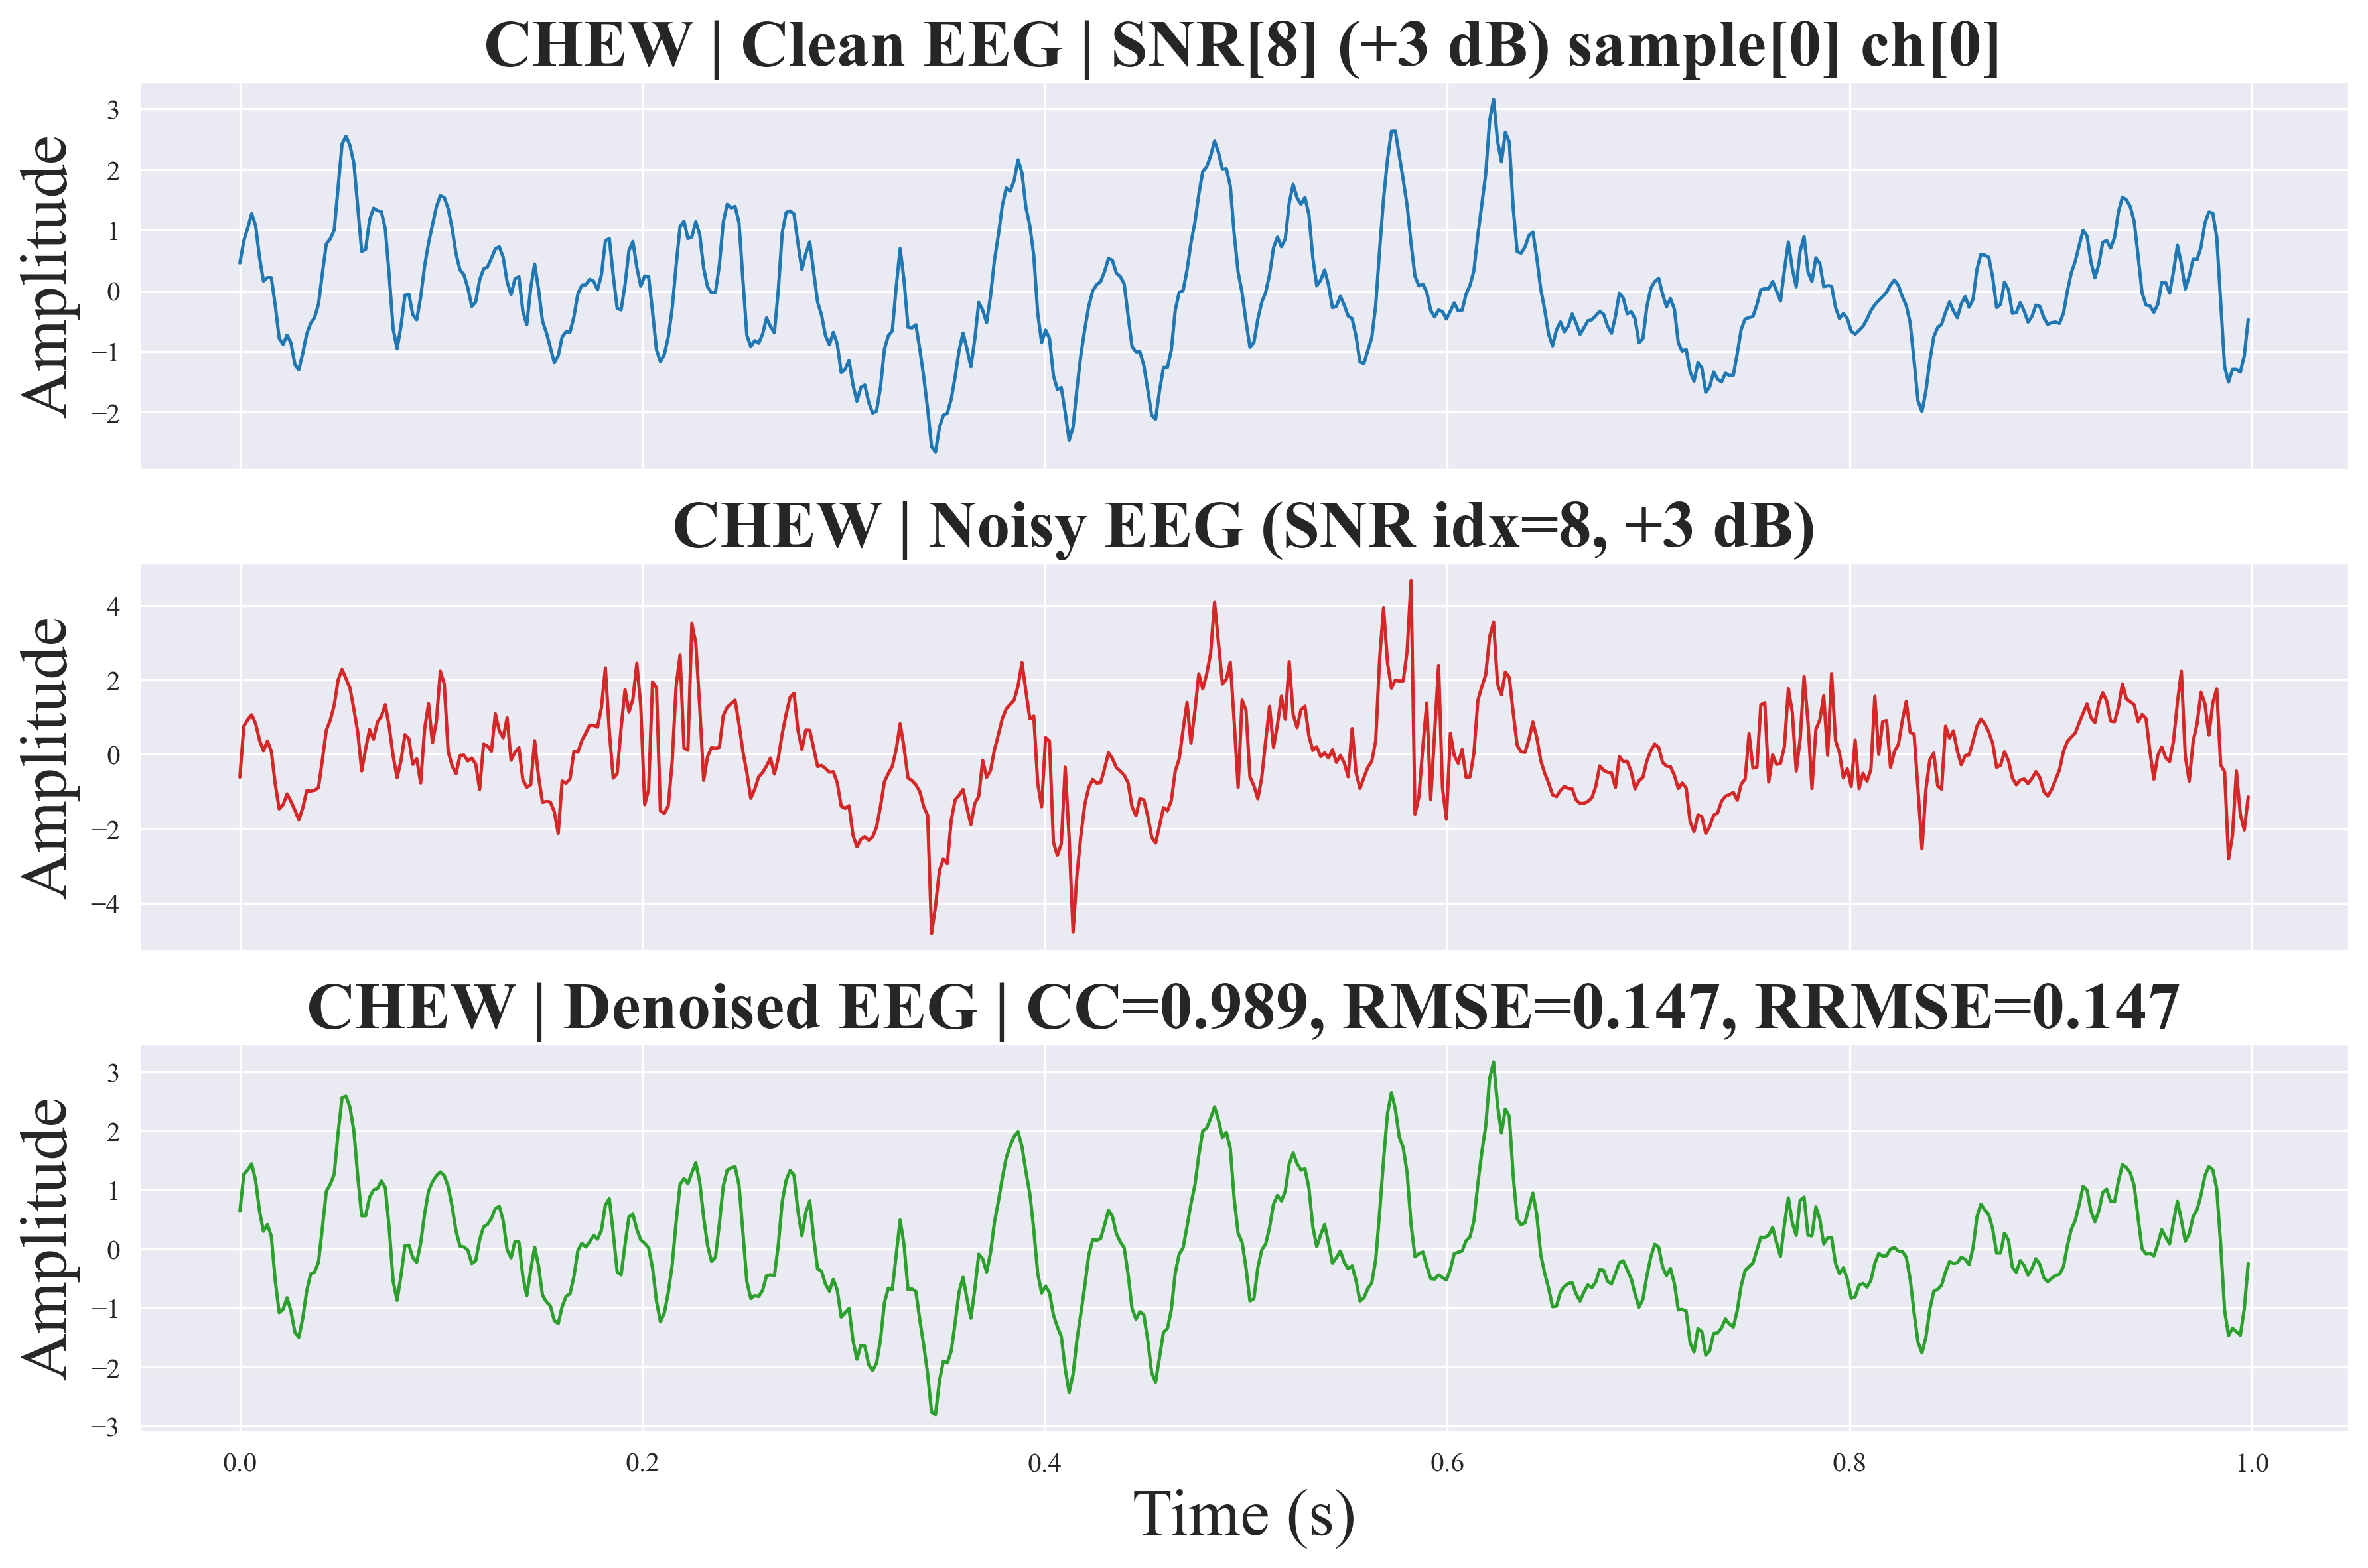 CHEW | Clean EEG | SNR[8] (+3 dB) sample[0] ch[0]
Amplitude
3
2
1
0
−1
−2
CHEW | Noisy EEG (SNR idx=8, +3 dB)
Amplitude
4
2
0
−2
−4
CHEW | Denoised EEG | CC=0.989, RMSE=0.147, RRMSE=0.147
Amplitude
3
2
1
0
−1
−2
−3
0.0 0.2 0.4 0.6 0.8 1.0
Time (s)